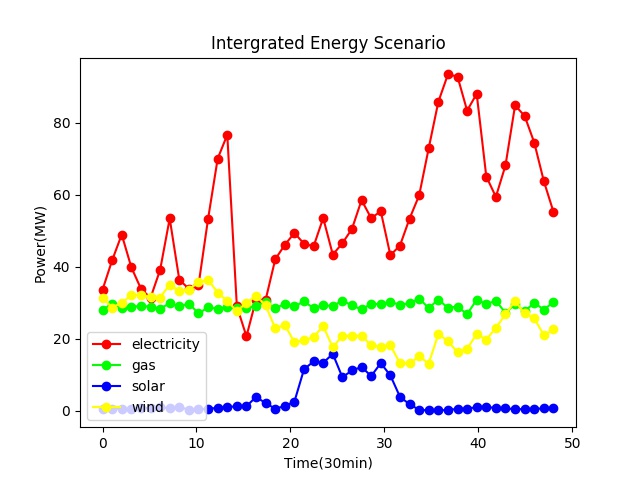 Intergrated Energy Scenario
Power(MW)
80
60
40
20
0
electricity
gas
solar
wind
0 10 20 30 40 50
Time(30min)